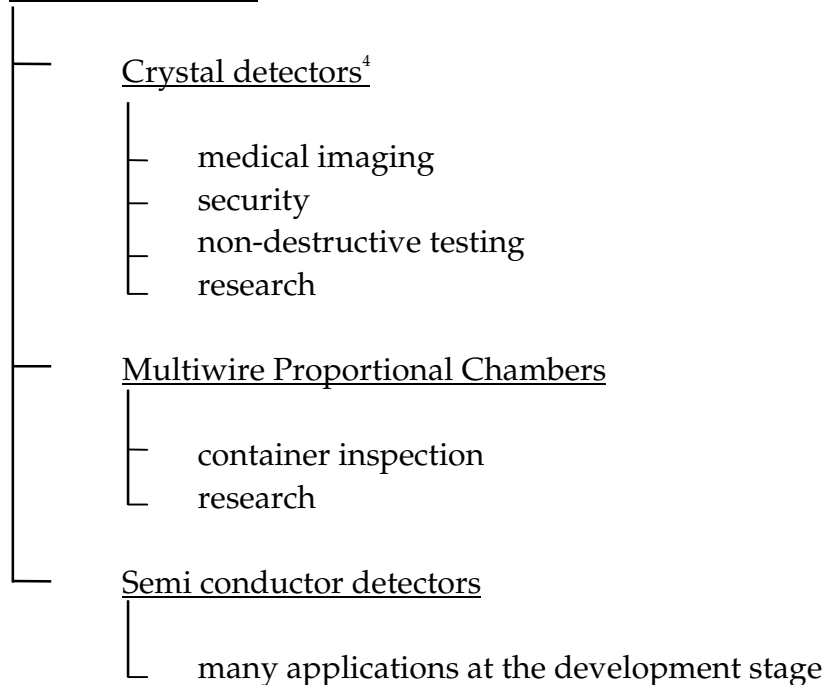 Crystal detectors⁴
medical imaging
security
non-destructive testing
research
Multiwire Proportional Chambers
container inspection
research
Semi conductor detectors
many applications at the development stage